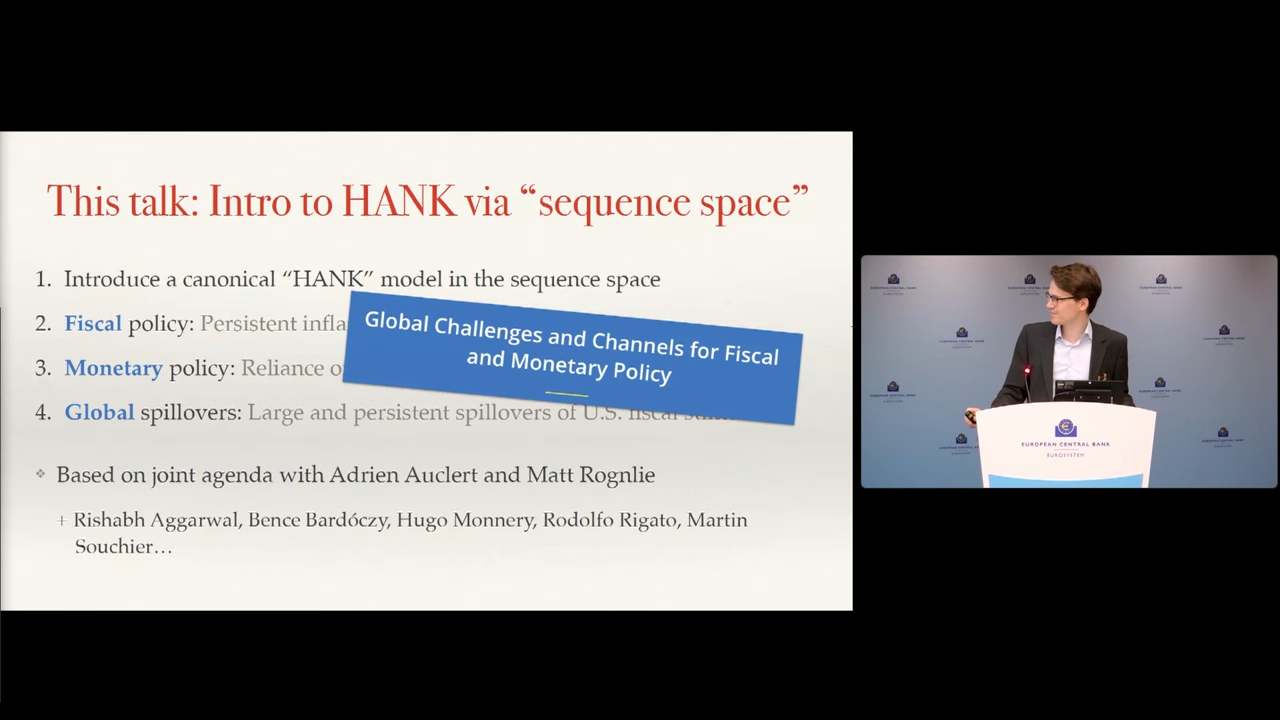 This talk: Intro to HANK via “sequence space”
1. Introduce a canonical “HANK” model in the sequence space
2. Fiscal policy: Persistent
3. Monetary policy: Reliance
4. Global spillovers: Large and persistent spillovers of U.S. fiscal
Global Challenges and Channels for Fiscal
and Monetary Policy
❖ Based on joint agenda with Adrien Auclert and Matt Rognlie
+ Rishabh Aggarwal, Bence Bardóczy, Hugo Monnery, Rodolfo Rigato, Martin
Souchier…
EUROPEAN CENTRAL BANK
EUROSYSTEM